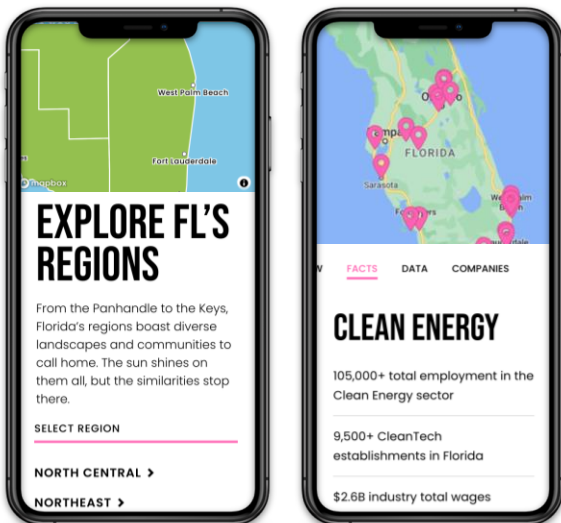 West Palm Beach
Fort Lauderdale
mapbox
EXPLORE FL'S
REGIONS
From the Panhandle to the Keys,
Florida's regions boast diverse
landscapes and communities to
call home. The sun shines on
them all, but the similarities stop
there.
SELECT REGION
NORTH CENTRAL >
NORTHEAST >
FLORIDA
Sarasota
FACTS
DATA
COMPANIES
CLEAN ENERGY
105,000+ total employment in the
Clean Energy sector
9,500+ CleanTech
establishments in Florida
$2.6B industry total wages